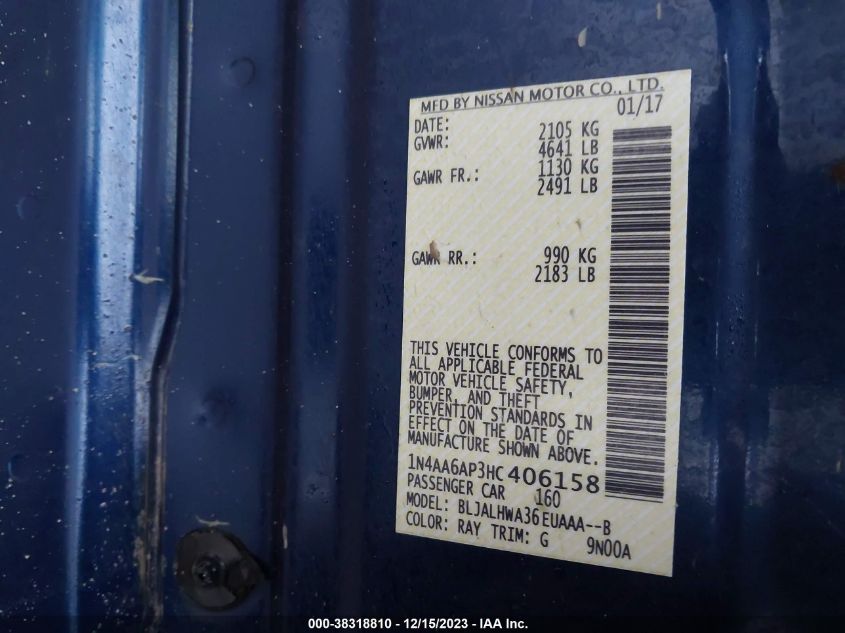 MFD BY NISSAN MOTOR CO., LTD.
DATE: 01/17
GVWR: 2105 KG
4641 LB
GAWR FR.: 1130 KG
2491 LB
GAWR RR.: 990 KG
2183 LB
THIS VEHICLE CONFORMS TO
ALL APPLICABLE FEDERAL
MOTOR VEHICLE SAFETY,
BUMPER, AND THEFT
PREVENTION STANDARDS IN
EFFECT ON THE DATE OF
MANUFACTURE SHOWN ABOVE.
1N4AA6AP3HC406158
PASSENGER CAR 160
MODEL: BLJALHWA36EUAAA--B
COLOR: RAY TRIM: G 9N00A
000-38318810 - 12/15/2023 - IAA Inc.